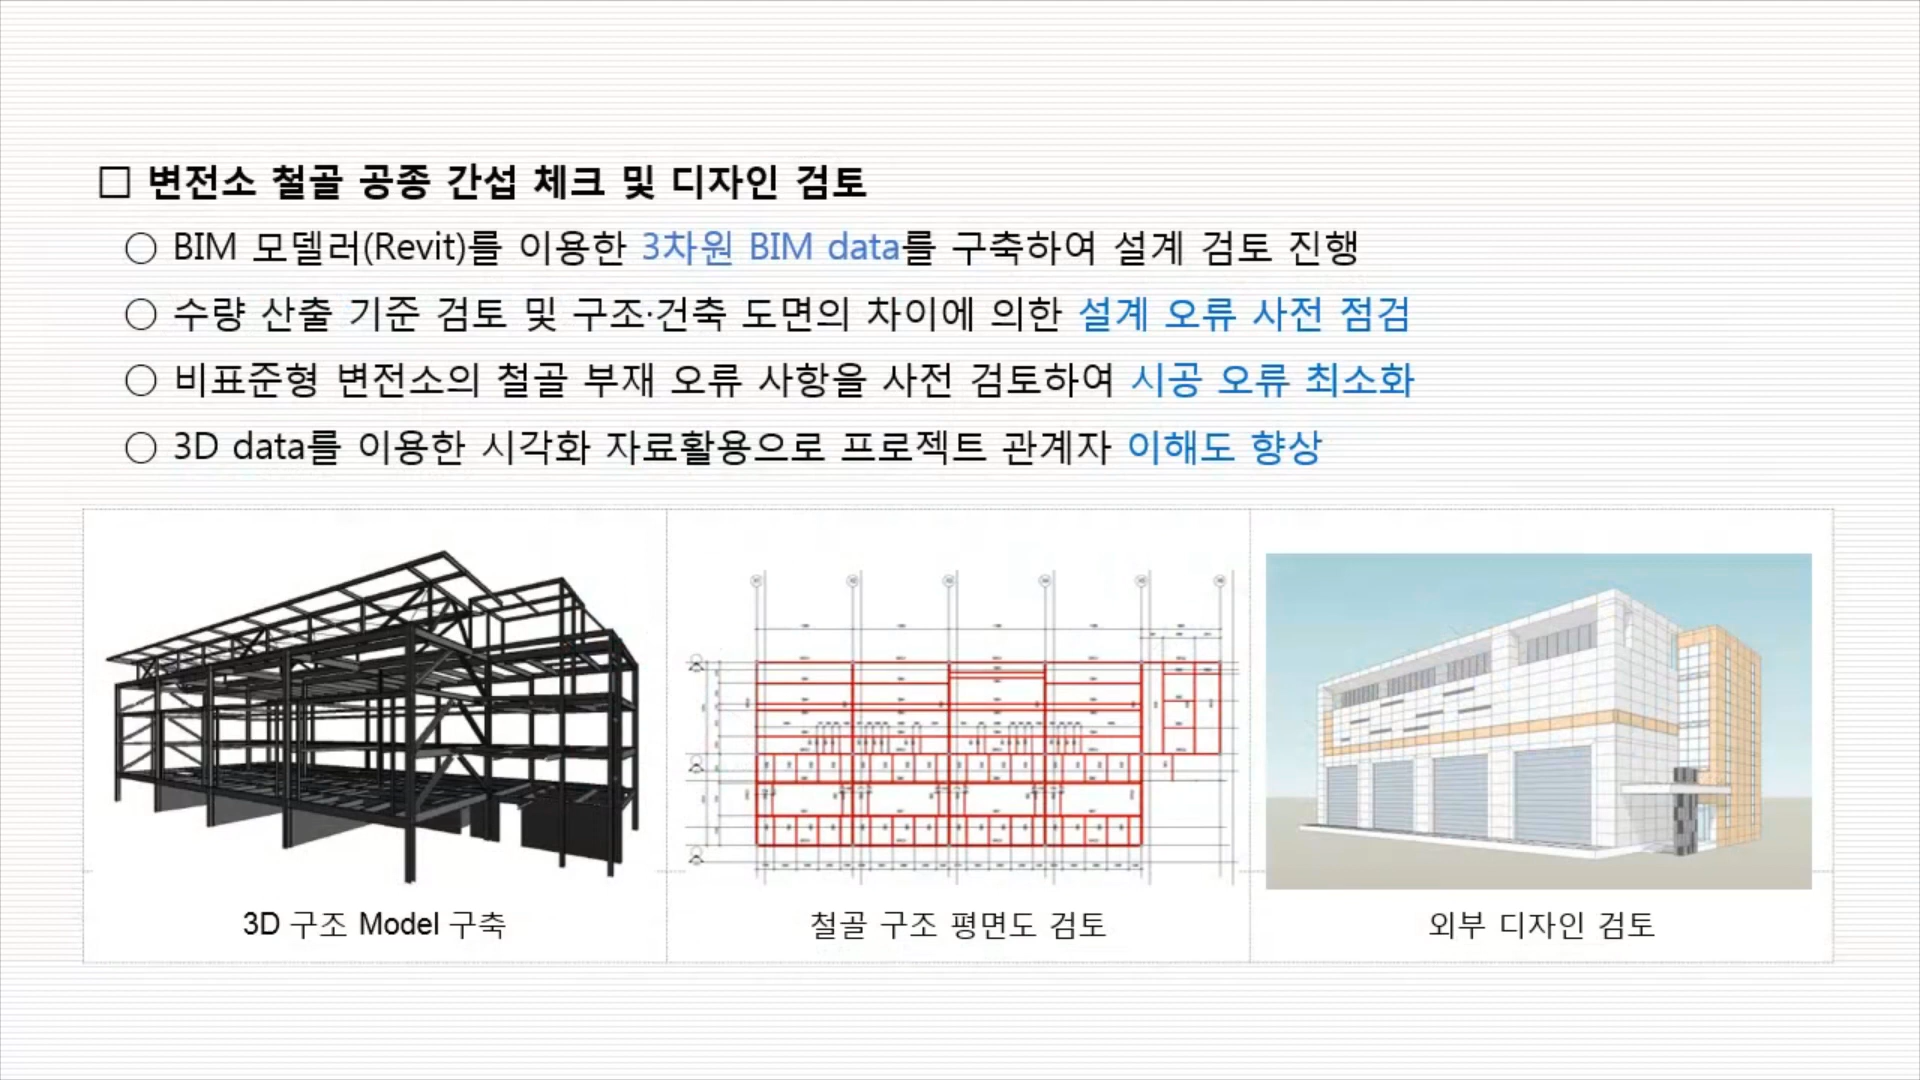 □ 변전소 철골 공종 간섭 체크 및 디자인 검토
○ BIM 모델러(Revit)를 이용한 3차원 BIM data를 구축하여 설계 검토 진행
○ 수량 산출 기준 검토 및 구조·건축 도면의 차이에 의한 설계 오류 사전 점검
○ 비표준형 변전소의 철골 부재 오류 사항을 사전 검토하여 시공 오류 최소화
○ 3D data를 이용한 시각화 자료활용으로 프로젝트 관계자 이해도 향상
3D 구조 Model 구축
철골 구조 평면도 검토
외부 디자인 검토